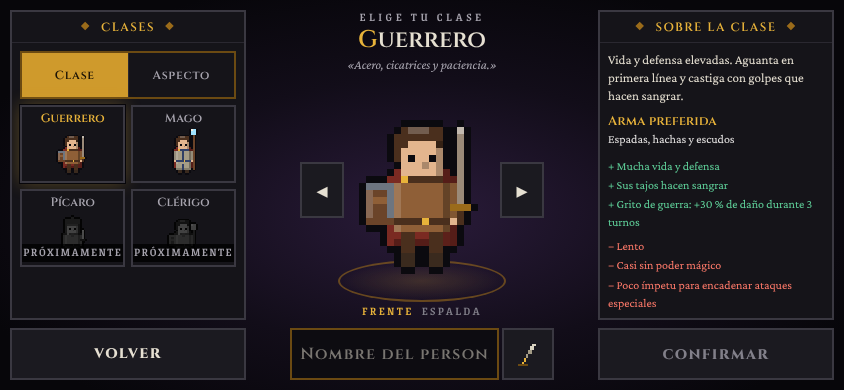 CLASES
Clase
Aspecto
Guerrero
Mago
Pícaro
Clérigo
PRÓXIMAMENTE
PRÓXIMAMENTE
VOLVER
ELIGE TU CLASE
Guerrero
«Acero, cicatrices y paciencia.»
◀
▶
FRENTE ESPALDA
Nombre del person
SOBRE LA CLASE
Vida y defensa elevadas. Aguanta en
primera línea y castiga con golpes que
hacen sangrar.
Arma preferida
Espadas, hachas y escudos
+ Mucha vida y defensa
+ Sus tajos hacen sangrar
+ Grito de guerra: +30 % de daño durante 3
turnos
– Lento
– Casi sin poder mágico
– Poco ímpetu para encadenar ataques
especiales
CONFIRMAR